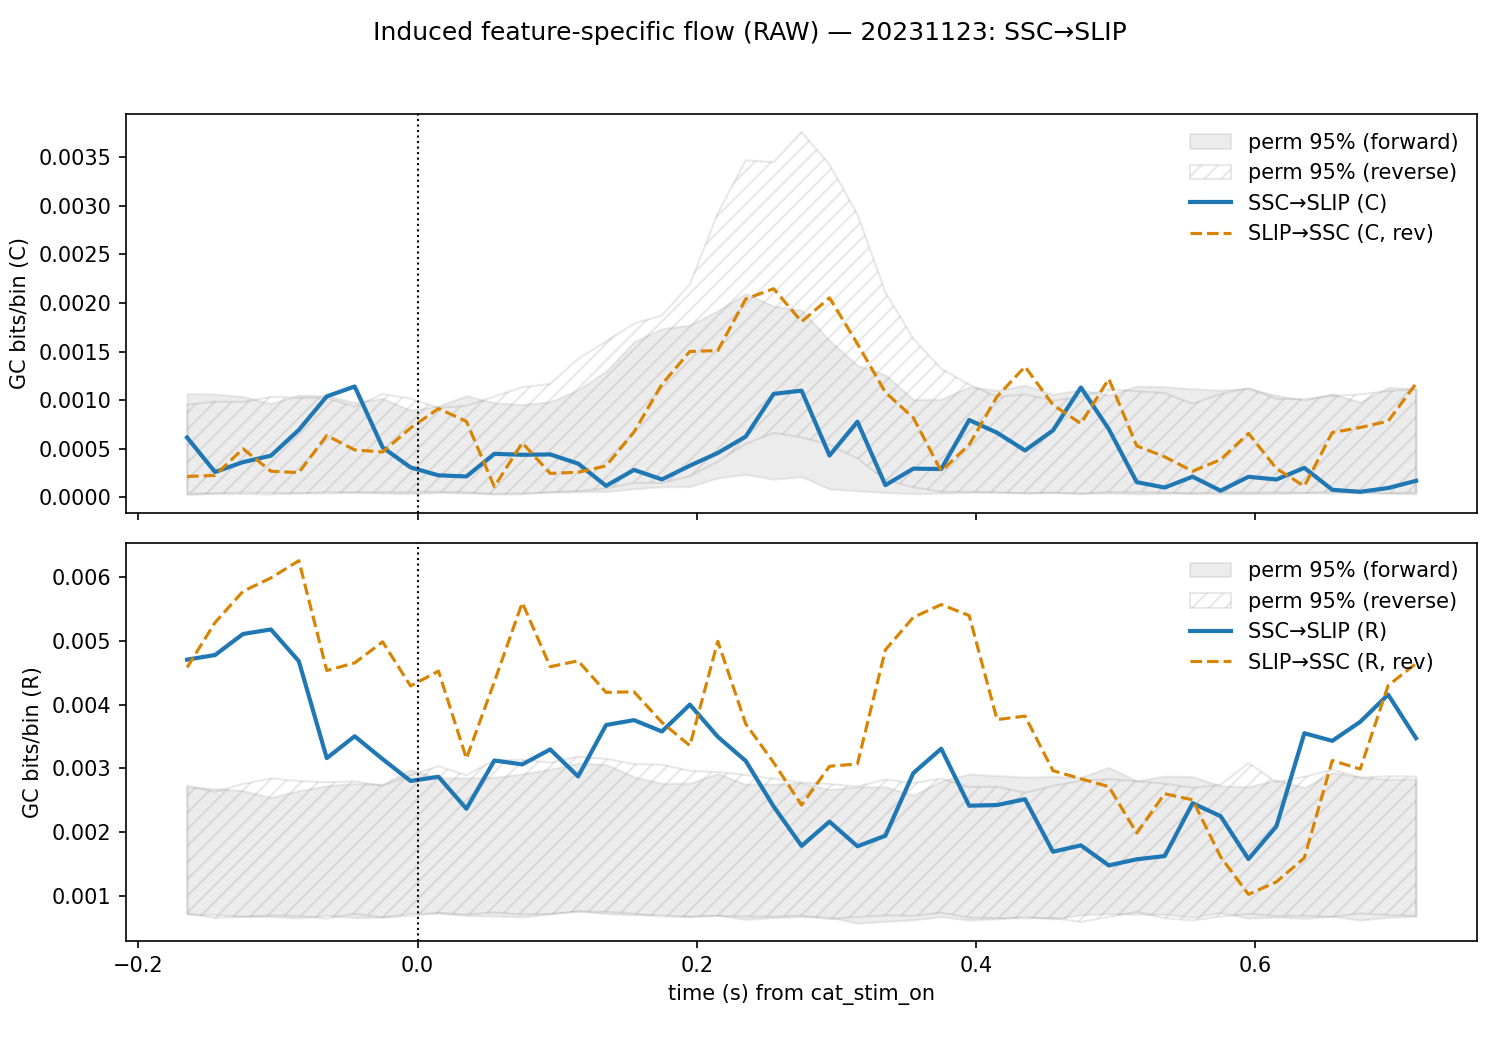 Induced feature-specific flow (RAW) — 20231123: SSC→SLIP
GC bits/bin (C)
0.0035
0.0030
0.0025
0.0020
0.0015
0.0010
0.0005
0.0000
perm 95% (forward)
perm 95% (reverse)
SSC→SLIP (C)
SLIP→SSC (C, rev)
GC bits/bin (R)
0.006
0.005
0.004
0.003
0.002
0.001
perm 95% (forward)
perm 95% (reverse)
SSC→SLIP (R)
SLIP→SSC (R, rev)
−0.2 0.0 0.2 0.4 0.6
time (s) from cat_stim_on